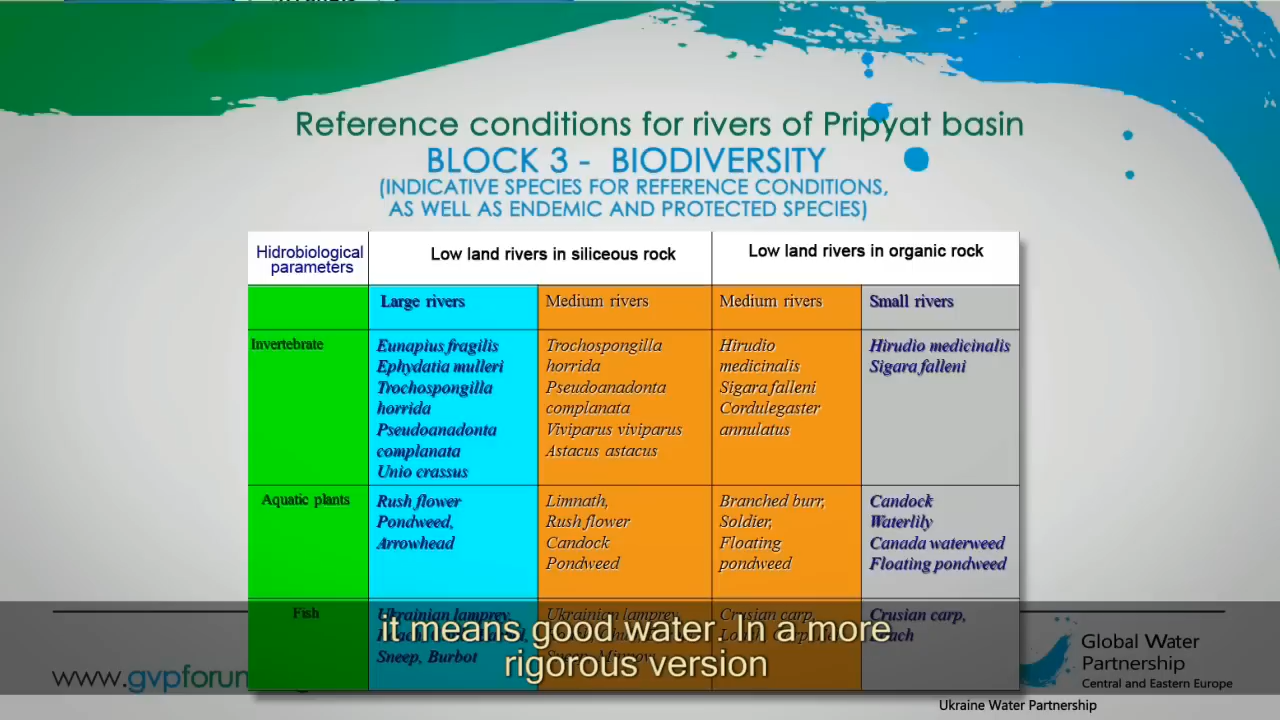 Reference conditions for rivers of Pripyat basin
BLOCK 3 - BIODIVERSITY
(INDICATIVE SPECIES FOR REFERENCE CONDITIONS,
AS WELL AS ENDEMIC AND PROTECTED SPECIES)
Hidrobiological
parameters
Low land rivers in siliceous rock
Low land rivers in organic rock
Large rivers
Medium rivers
Medium rivers
Small rivers
Invertebrate
Eunapius fragilis
Ephydatia mulleri
Trochospongilla
horrida
Pseudoanadonta
complanata
Unio crassus
Trochospongilla
horrida
Pseudoanadonta
complanata
Viviparus viviparus
Astacus astacus
Hirudio
medicinalis
Sigara falleni
Cordulegaster
annulatus
Hirudio medicinalis
Sigara falleni
Aquatic plants
Rush flower
Pondweed,
Arrowhead
Limnath,
Rush flower
Candock
Pondweed
Branched burr,
Soldier,
Floating
pondweed
Candock
Waterlily
Canada waterweed
Floating pondweed
Fish
Ukrainian lamprey,
Sneep, Burbot
Ukrainian lamprey,
Crusian carp,
Crusian carp,
it means good water. In a more
rigorous version
Global Water
Partnership
Central and Eastern Europe
Ukraine Water Partnership